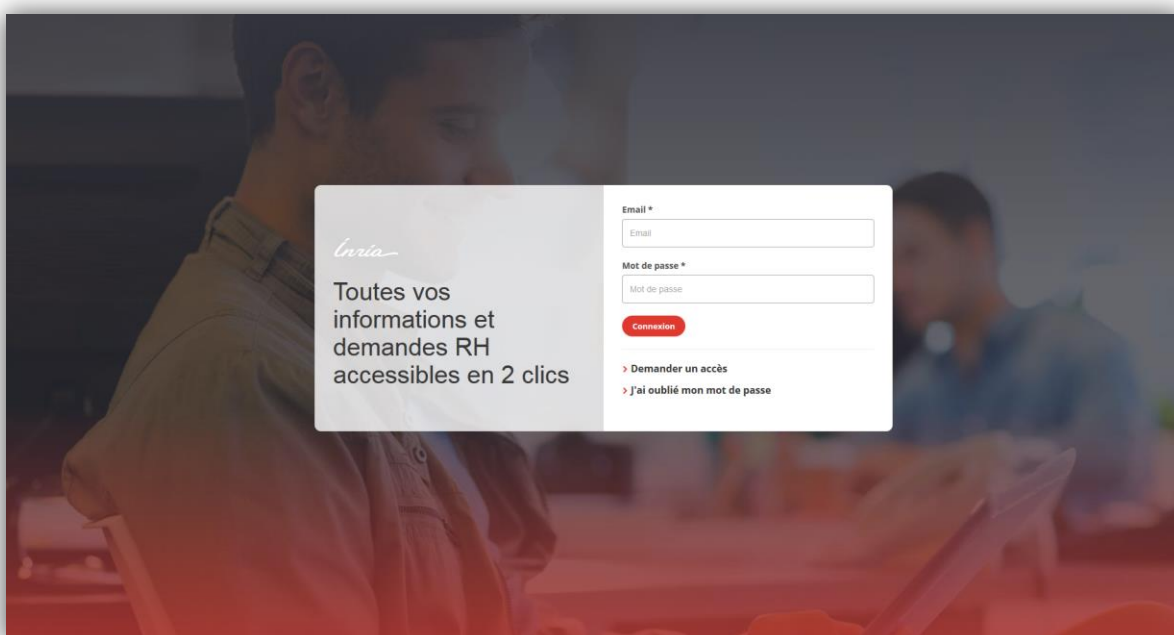 Inria
Toutes vos
informations et
demandes RH
accessibles en 2 clics
Email *
Email
Mot de passe *
Mot de passe
Connexion
> Demander un accès
> J'ai oublié mon mot de passe